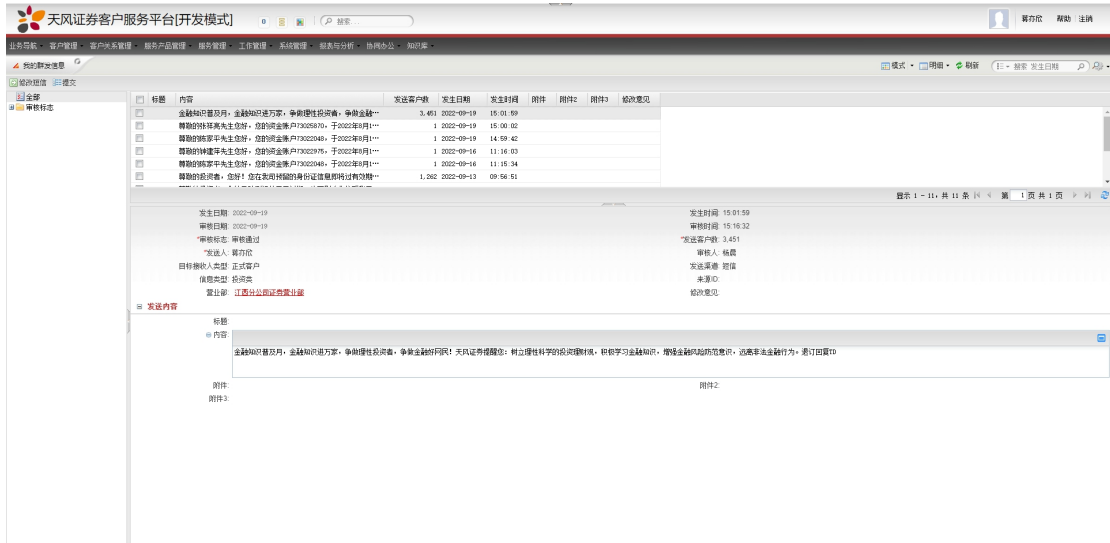 天风证券客户服务平台[开发模式]
0
搜索...
蒋亦欣 帮助 注销
业务导航 客户管理 客户关系管理 服务产品管理 服务管理 工作管理 系统管理 报表与分析 协同办公 知识库
我的群发信息
模式 明细 刷新 搜索 发生日期
修改短信 提交
全部
审核标志
标题 内容 发送客户数 发生日期 发生时间 附件 附件2 附件3 修改意见
金融知识普及月，金融知识进万家，争做理性投资者，争做金融… 3,451 2022-09-19 15:01:59
尊敬的张祥亮先生您好，您的资金账户73025870，于2022年8月1… 1 2022-09-19 15:00:02
尊敬的陈家平先生您好，您的资金账户73022048，于2022年8月1… 1 2022-09-19 14:59:42
尊敬的钟建萍先生您好，您的资金账户73022975，于2022年8月1… 1 2022-09-16 11:16:03
尊敬的陈家平先生您好，您的资金账户73022048，于2022年8月1… 1 2022-09-16 11:15:34
尊敬的投资者，您好！您在我司预留的身份证信息即将过有效期… 1,262 2022-09-13 09:56:51
显示 1 - 11，共 11 条 第 1 页 共 1 页
发生日期: 2022-09-19 发生时间: 15:01:59
审核日期: 2022-09-19 审核时间: 15:16:32
*审核标志: 审核通过 *发送客户数: 3,451
*发送人: 蒋亦欣 审核人: 杨晨
目标接收人类型: 正式客户 发送渠道: 短信
信息类型: 投资类 来源ID:
营业部: 江西分公司证券营业部 修改意见:
发送内容
标题:
内容:
金融知识普及月，金融知识进万家，争做理性投资者，争做金融好网民！天风证券提醒您：树立理性科学的投资理财观，积极学习金融知识，增强金融风险防范意识，远离非法金融行为。退订回复TD
附件: 附件2:
附件3: